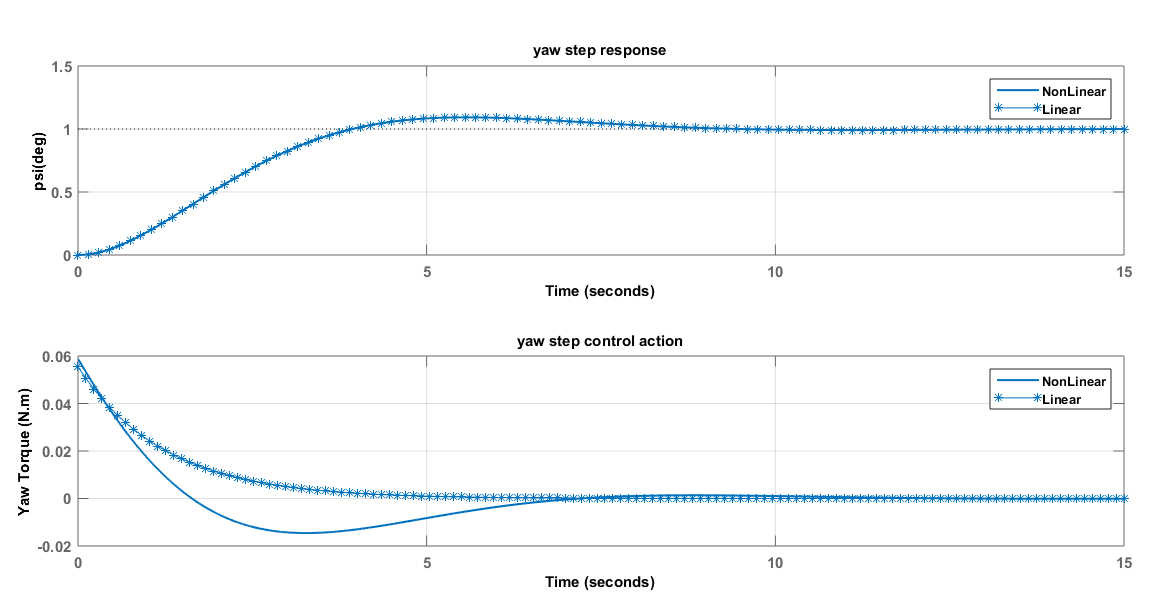 yaw step response
1.5
1
0.5
0
psi(deg)
NonLinear
Linear
0 5 10 15
Time (seconds)
yaw step control action
0.06
0.04
0.02
0
-0.02
Yaw Torque (N.m)
NonLinear
Linear
0 5 10 15
Time (seconds)